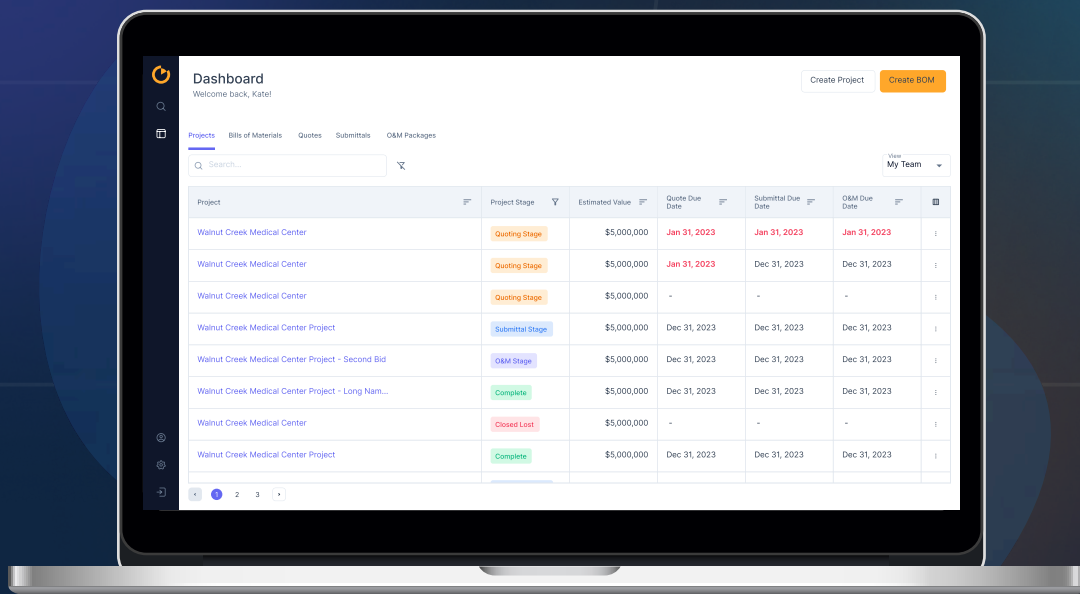 Dashboard
Welcome back, Kate!
Create Project
Create BOM
Projects
Bills of Materials
Quotes
Submittals
O&M Packages
Search...
View
My Team
Project
Project Stage
Estimated Value
Quote Due
Date
Submittal Due
Date
O&M Due
Date
Walnut Creek Medical Center
Quoting Stage
$5,000,000
Jan 31, 2023
Jan 31, 2023
Jan 31, 2023
Walnut Creek Medical Center
Quoting Stage
$5,000,000
Jan 31, 2023
Dec 31, 2023
Dec 31, 2023
Walnut Creek Medical Center
Quoting Stage
$5,000,000
-
-
-
Walnut Creek Medical Center Project
Submittal Stage
$5,000,000
Dec 31, 2023
Dec 31, 2023
Dec 31, 2023
Walnut Creek Medical Center Project - Second Bid
O&M Stage
$5,000,000
Dec 31, 2023
Dec 31, 2023
Dec 31, 2023
Walnut Creek Medical Center Project - Long Nam...
Complete
$5,000,000
Dec 31, 2023
Dec 31, 2023
Dec 31, 2023
Walnut Creek Medical Center
Closed Lost
$5,000,000
-
-
-
Walnut Creek Medical Center Project
Complete
$5,000,000
Dec 31, 2023
Dec 31, 2023
Dec 31, 2023
1
2
3